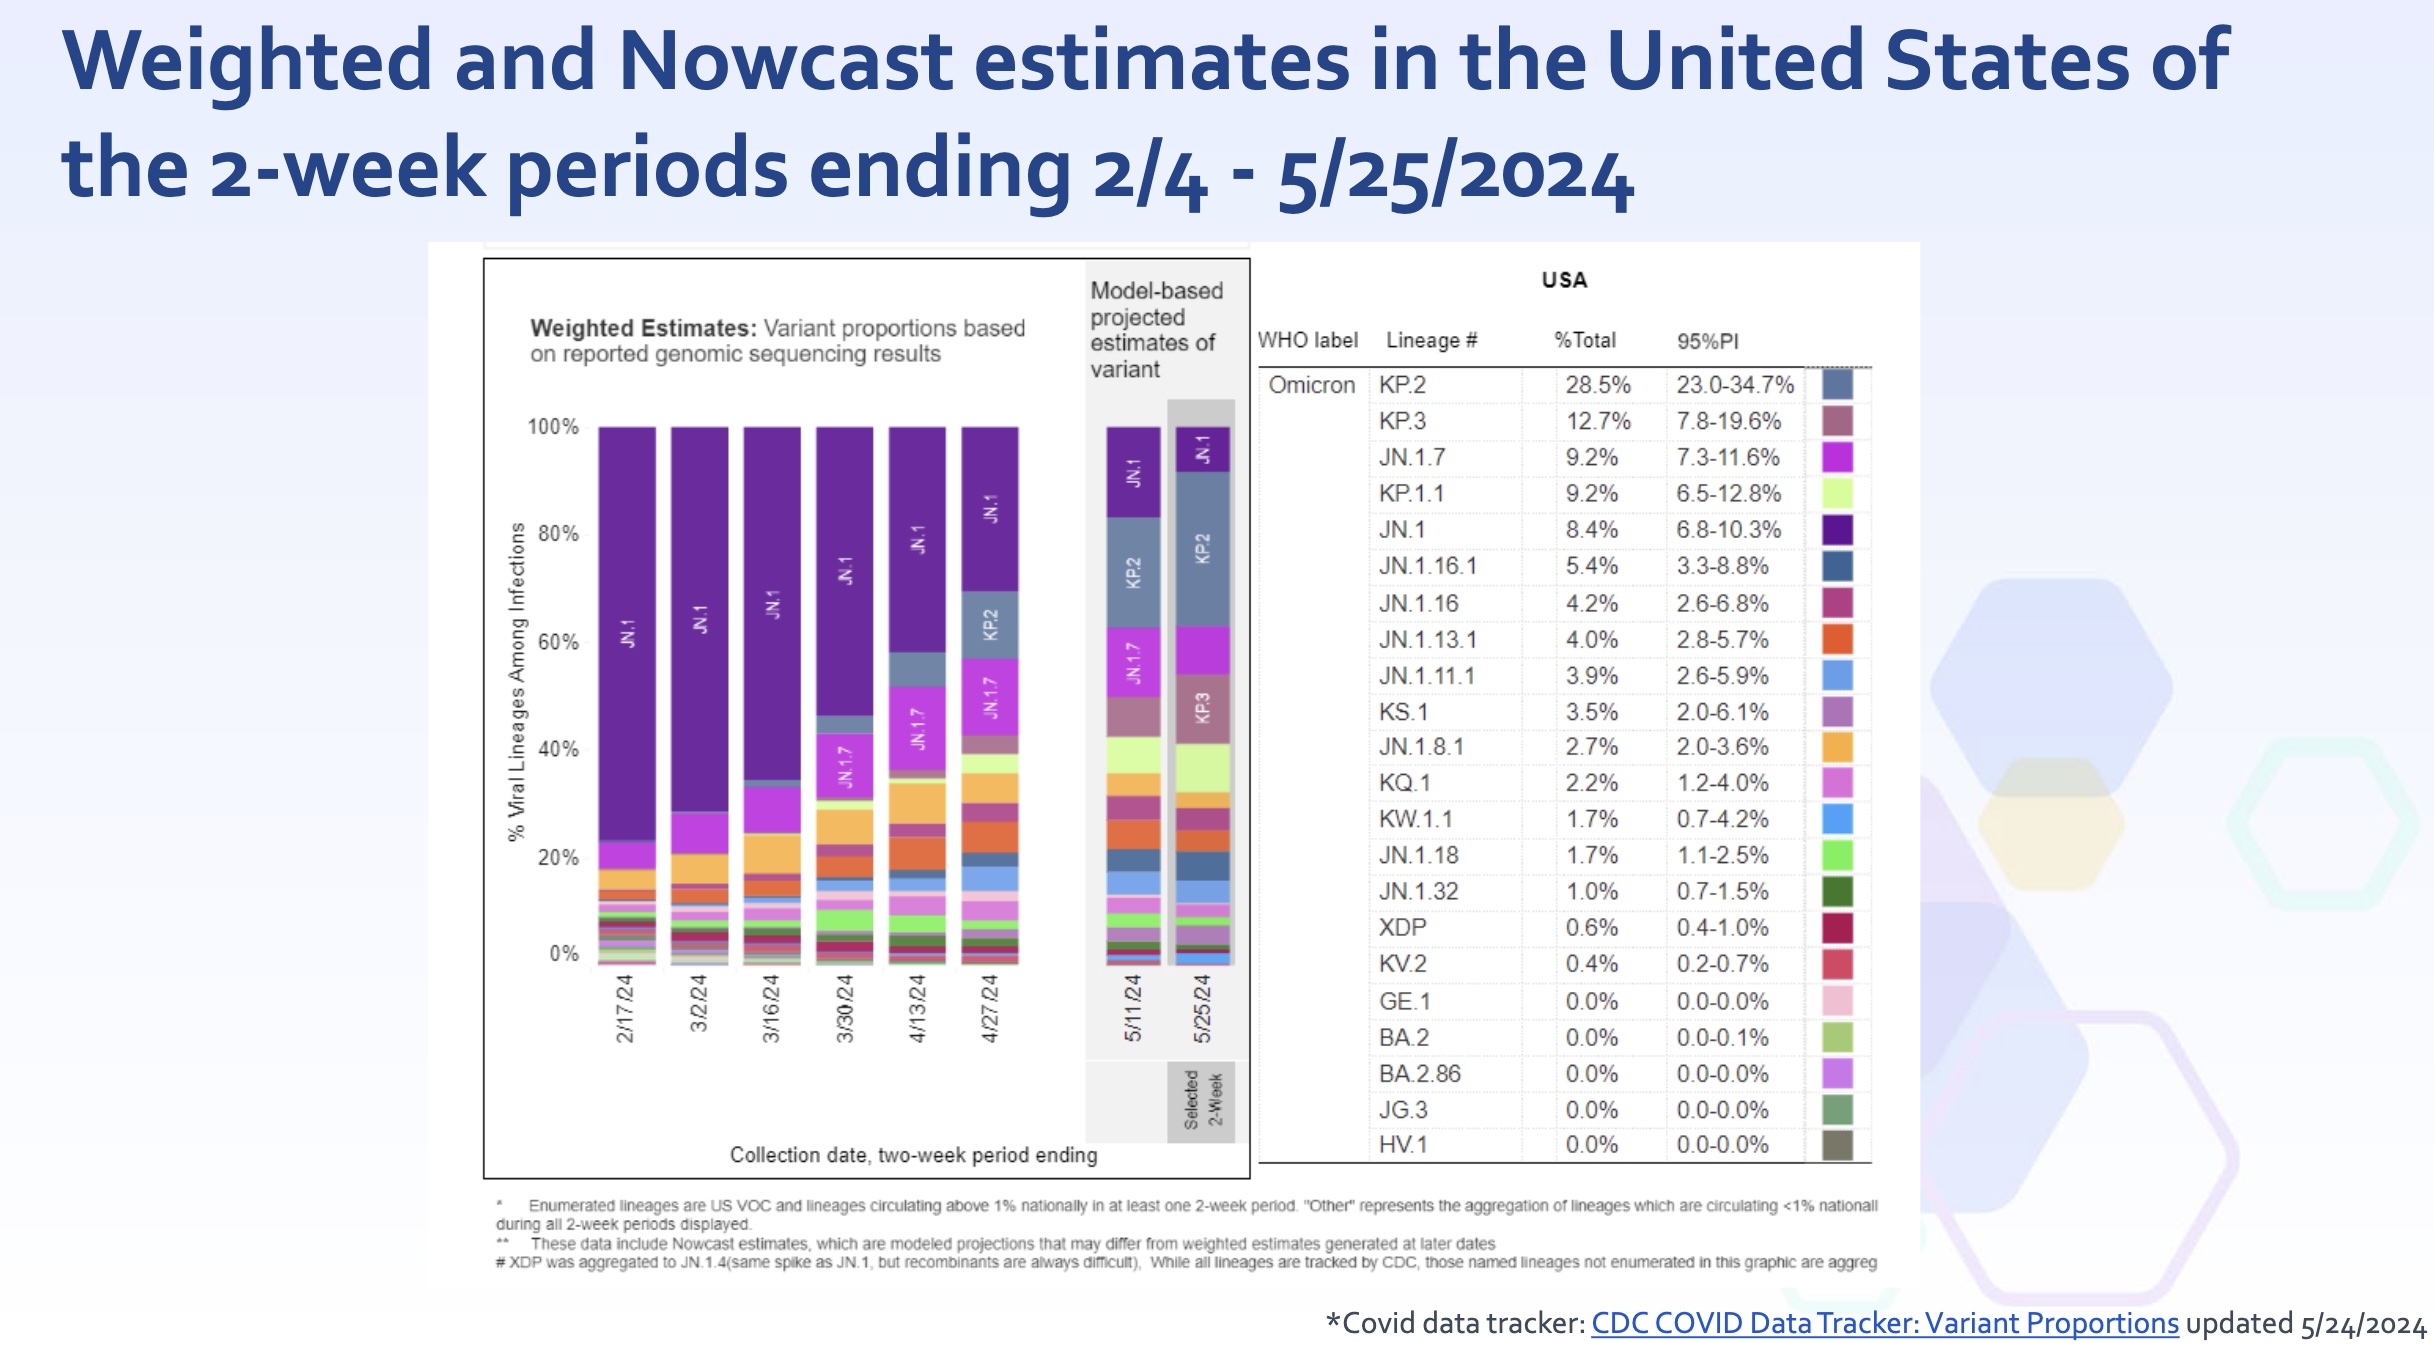 Weighted and Nowcast estimates in the United States of
the 2-week periods ending 2/4 - 5/25/2024
Weighted Estimates: Variant proportions based
on reported genomic sequencing results
Model-based
projected
estimates of
variant
% Viral Lineages Among Infections
100%
80%
60%
40%
20%
0%
JN.1
JN.1
JN.1
JN.1
JN.1.7
JN.1
JN.1.7
JN.1
KP.2
JN.1.7
JN.1
KP.2
JN.1.7
JN.1
KP.2
KP.3
2/17/24
3/2/24
3/16/24
3/30/24
4/13/24
4/27/24
5/11/24
5/25/24
Selected
2-Week
Collection date, two-week period ending
USA
WHO label Lineage # %Total 95%PI
Omicron KP.2 28.5% 23.0-34.7%
KP.3 12.7% 7.8-19.6%
JN.1.7 9.2% 7.3-11.6%
KP.1.1 9.2% 6.5-12.8%
JN.1 8.4% 6.8-10.3%
JN.1.16.1 5.4% 3.3-8.8%
JN.1.16 4.2% 2.6-6.8%
JN.1.13.1 4.0% 2.8-5.7%
JN.1.11.1 3.9% 2.6-5.9%
KS.1 3.5% 2.0-6.1%
JN.1.8.1 2.7% 2.0-3.6%
KQ.1 2.2% 1.2-4.0%
KW.1.1 1.7% 0.7-4.2%
JN.1.18 1.7% 1.1-2.5%
JN.1.32 1.0% 0.7-1.5%
XDP 0.6% 0.4-1.0%
KV.2 0.4% 0.2-0.7%
GE.1 0.0% 0.0-0.0%
BA.2 0.0% 0.0-0.1%
BA.2.86 0.0% 0.0-0.0%
JG.3 0.0% 0.0-0.0%
HV.1 0.0% 0.0-0.0%
* Enumerated lineages are US VOC and lineages circulating above 1% nationally in at least one 2-week period. "Other" represents the aggregation of lineages which are circulating <1% nationall
during all 2-week periods displayed.
** These data include Nowcast estimates, which are modeled projections that may differ from weighted estimates generated at later dates
# XDP was aggregated to JN.1.4(same spike as JN.1, but recombinants are always difficult), While all lineages are tracked by CDC, those named lineages not enumerated in this graphic are aggreg
*Covid data tracker: CDC COVID Data Tracker: Variant Proportions updated 5/24/2024